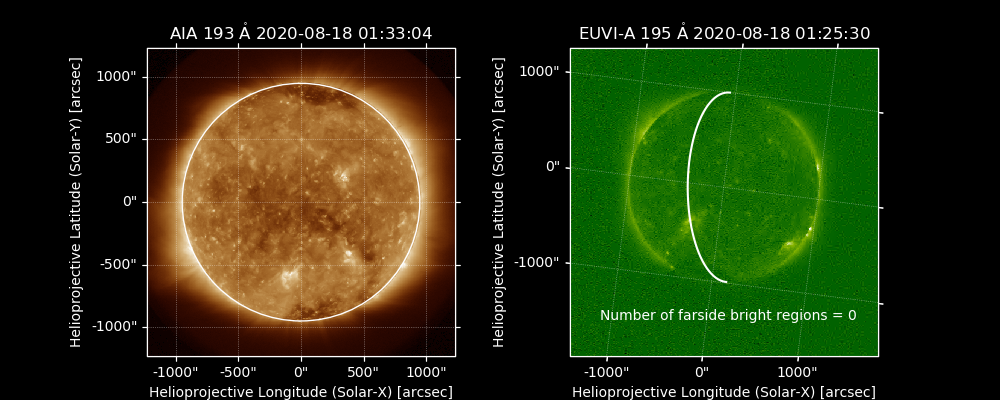 AIA 193 Å 2020-08-18 01:33:04
Helioprojective Latitude (Solar-Y) [arcsec]
1000"
500"
0"
-500"
-1000"
-1000" -500" 0" 500" 1000"
Helioprojective Longitude (Solar-X) [arcsec]
EUVI-A 195 Å 2020-08-18 01:25:30
Helioprojective Latitude (Solar-Y) [arcsec]
1000"
0"
-1000"
Number of farside bright regions = 0
-1000" 0" 1000"
Helioprojective Longitude (Solar-X) [arcsec]